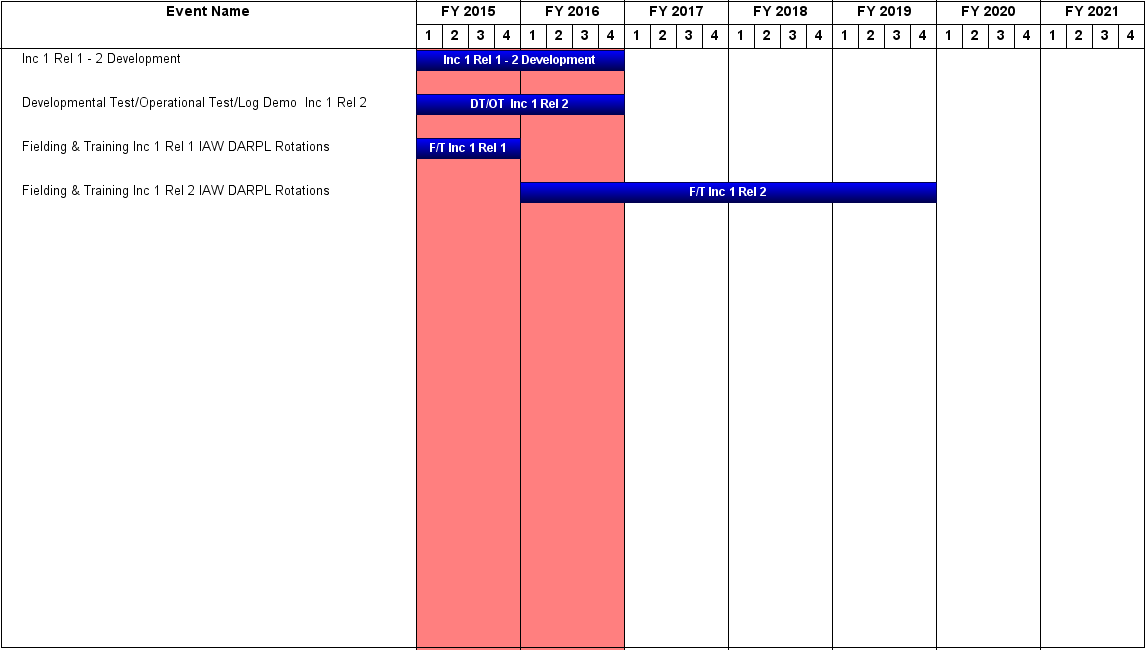 Event Name FY 2015 FY 2016 FY 2017 FY 2018 FY 2019 FY 2020 FY 2021
1 2 3 4 1 2 3 4 1 2 3 4 1 2 3 4 1 2 3 4 1 2 3 4 1 2 3 4
Inc 1 Rel 1 - 2 Development Inc 1 Rel 1 - 2 Development
Developmental Test/Operational Test/Log Demo  Inc 1 Rel 2 DT/OT  Inc 1 Rel 2
Fielding & Training Inc 1 Rel 1 IAW DARPL Rotations F/T Inc 1 Rel 1
Fielding & Training Inc 1 Rel 2 IAW DARPL Rotations F/T Inc 1 Rel 2